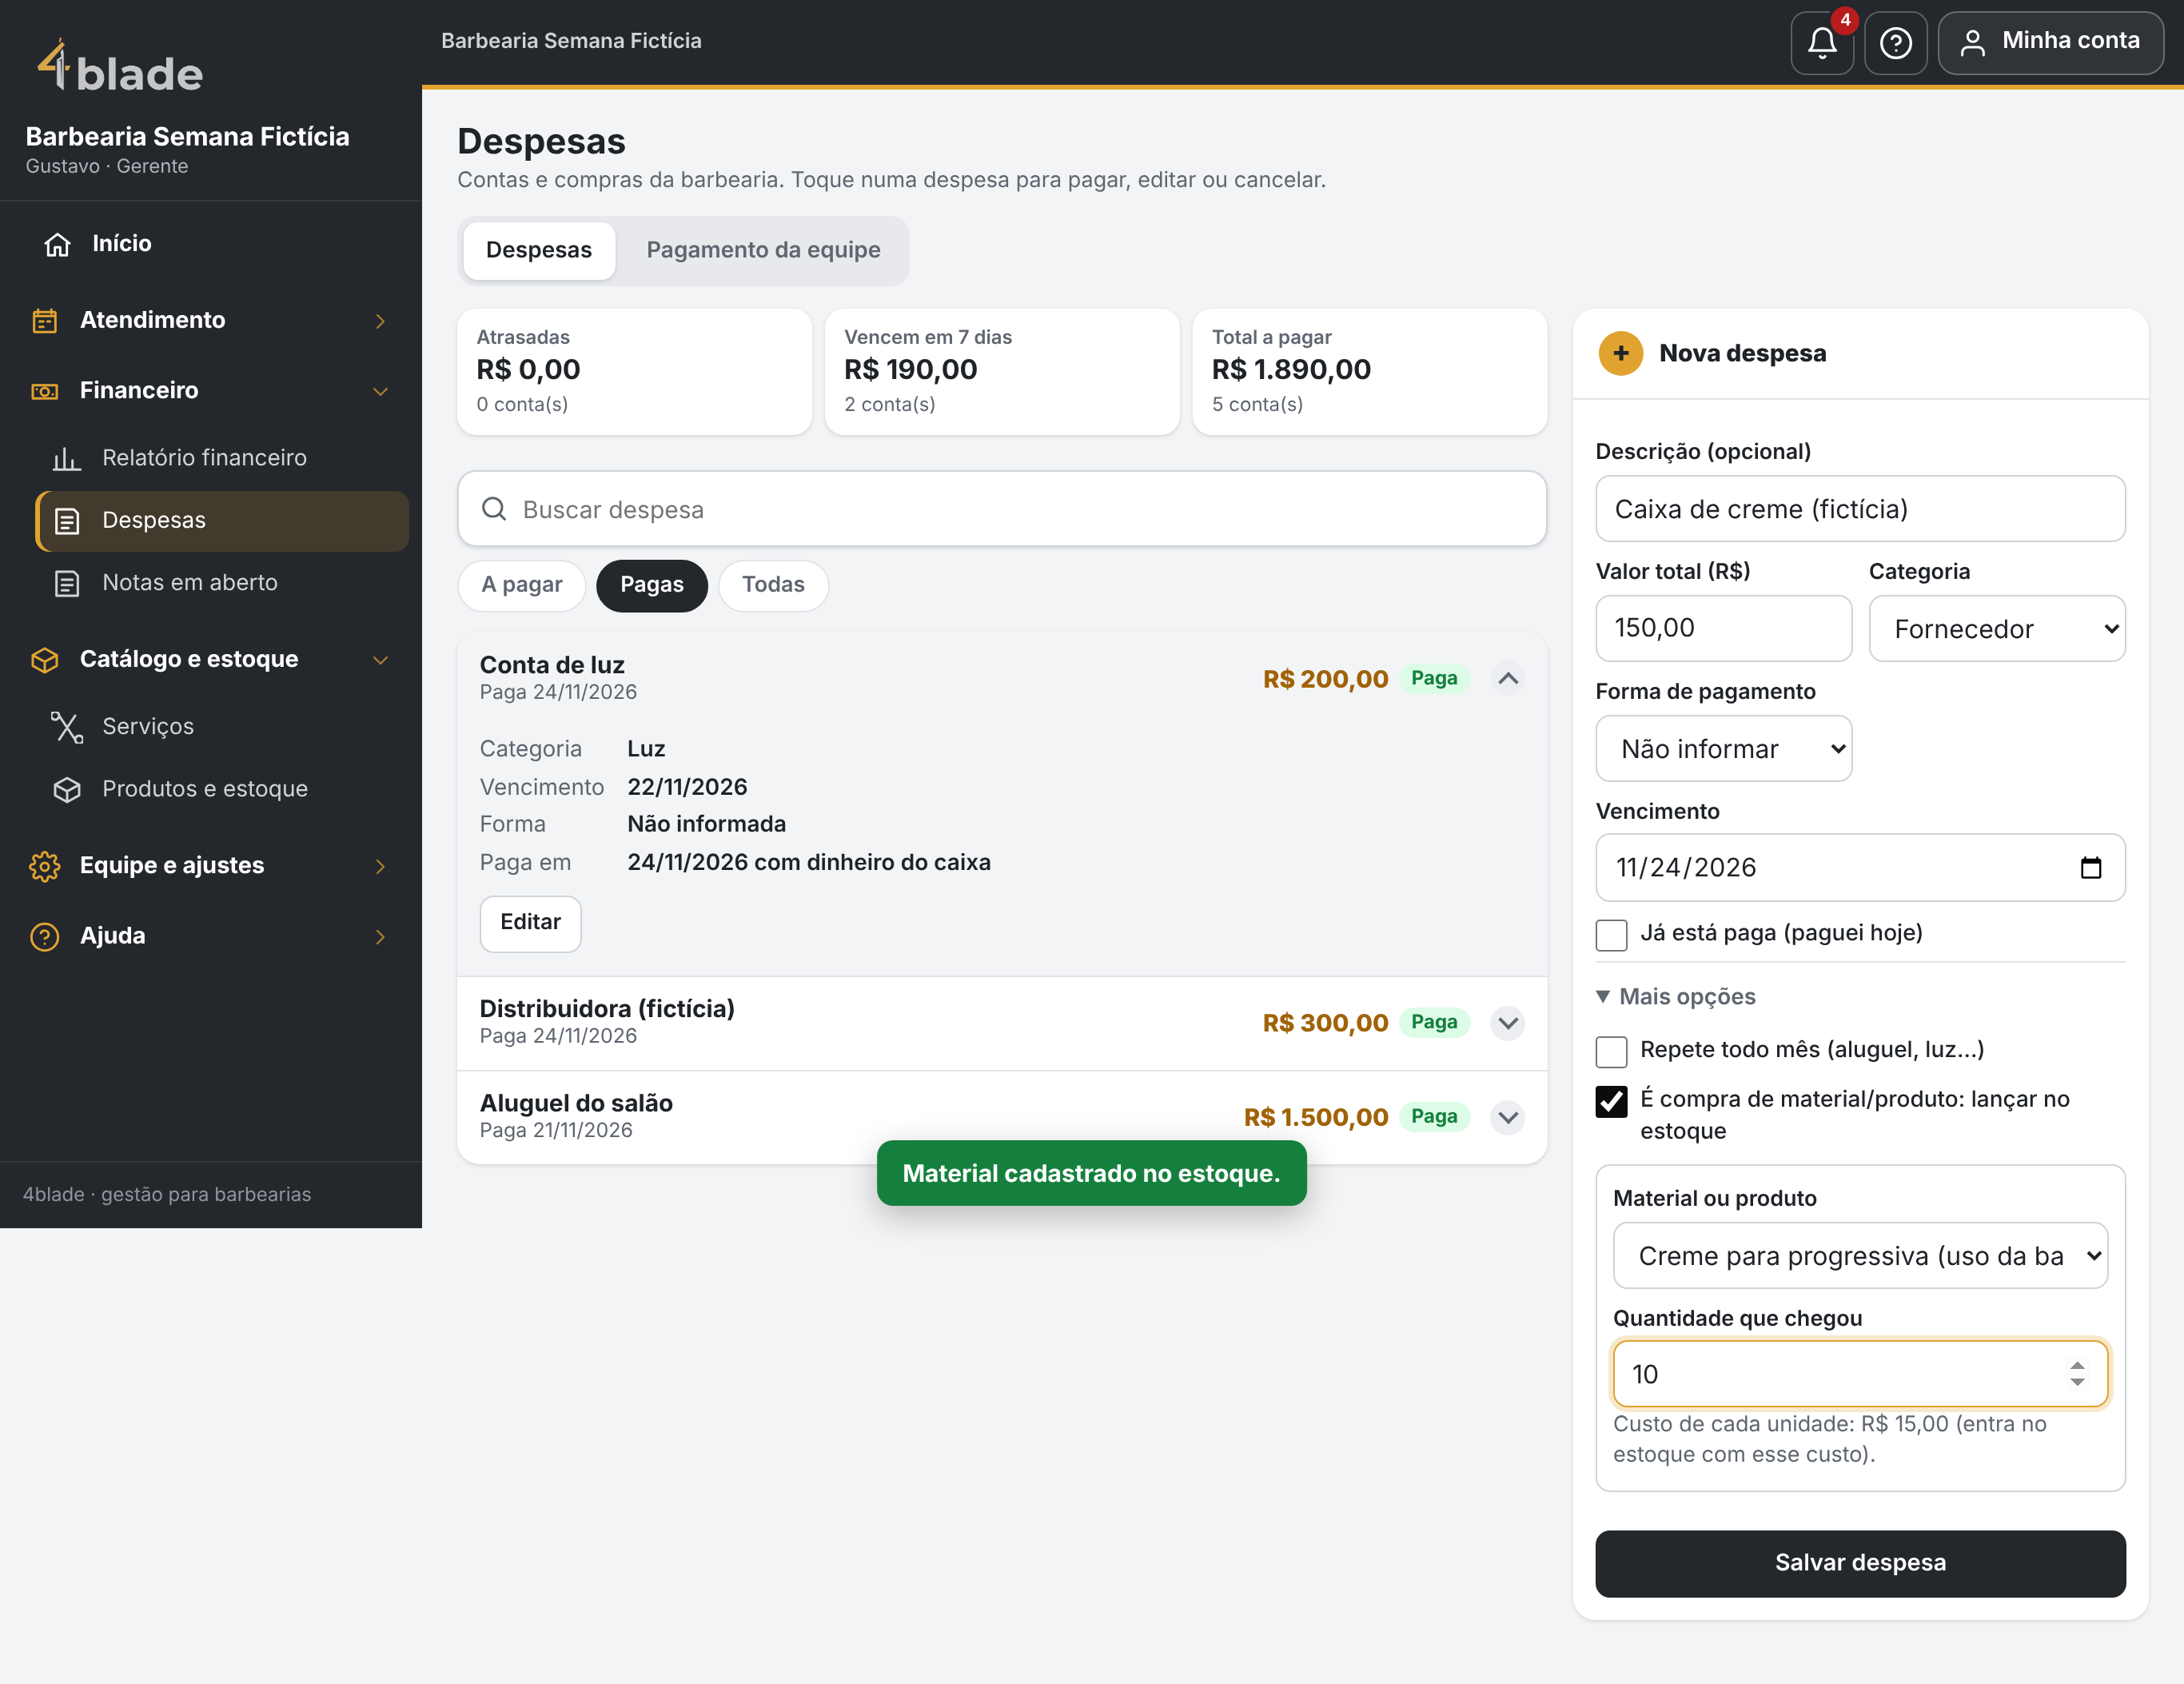 4blade
Barbearia Semana Fictícia
Gustavo · Gerente
Início
Atendimento
Financeiro
Relatório financeiro
Despesas
Notas em aberto
Catálogo e estoque
Serviços
Produtos e estoque
Equipe e ajustes
Ajuda
4blade · gestão para barbearias
Barbearia Semana Fictícia
4
Minha conta
Despesas
Contas e compras da barbearia. Toque numa despesa para pagar, editar ou cancelar.
Despesas
Pagamento da equipe
Atrasadas
R$ 0,00
0 conta(s)
Vencem em 7 dias
R$ 190,00
2 conta(s)
Total a pagar
R$ 1.890,00
5 conta(s)
Buscar despesa
A pagar
Pagas
Todas
Conta de luz
Paga 24/11/2026
R$ 200,00
Paga
Categoria Luz
Vencimento 22/11/2026
Forma Não informada
Paga em 24/11/2026 com dinheiro do caixa
Editar
Distribuidora (fictícia)
Paga 24/11/2026
R$ 300,00
Paga
Aluguel do salão
Paga 21/11/2026
R$ 1.500,00
Paga
Material cadastrado no estoque.
Nova despesa
Descrição (opcional)
Caixa de creme (fictícia)
Valor total (R$)
150,00
Categoria
Fornecedor
Forma de pagamento
Não informar
Vencimento
11/24/2026
Já está paga (paguei hoje)
Mais opções
Repete todo mês (aluguel, luz...)
É compra de material/produto: lançar no
estoque
Material ou produto
Creme para progressiva (uso da ba
Quantidade que chegou
10
Custo de cada unidade: R$ 15,00 (entra no
estoque com esse custo).
Salvar despesa